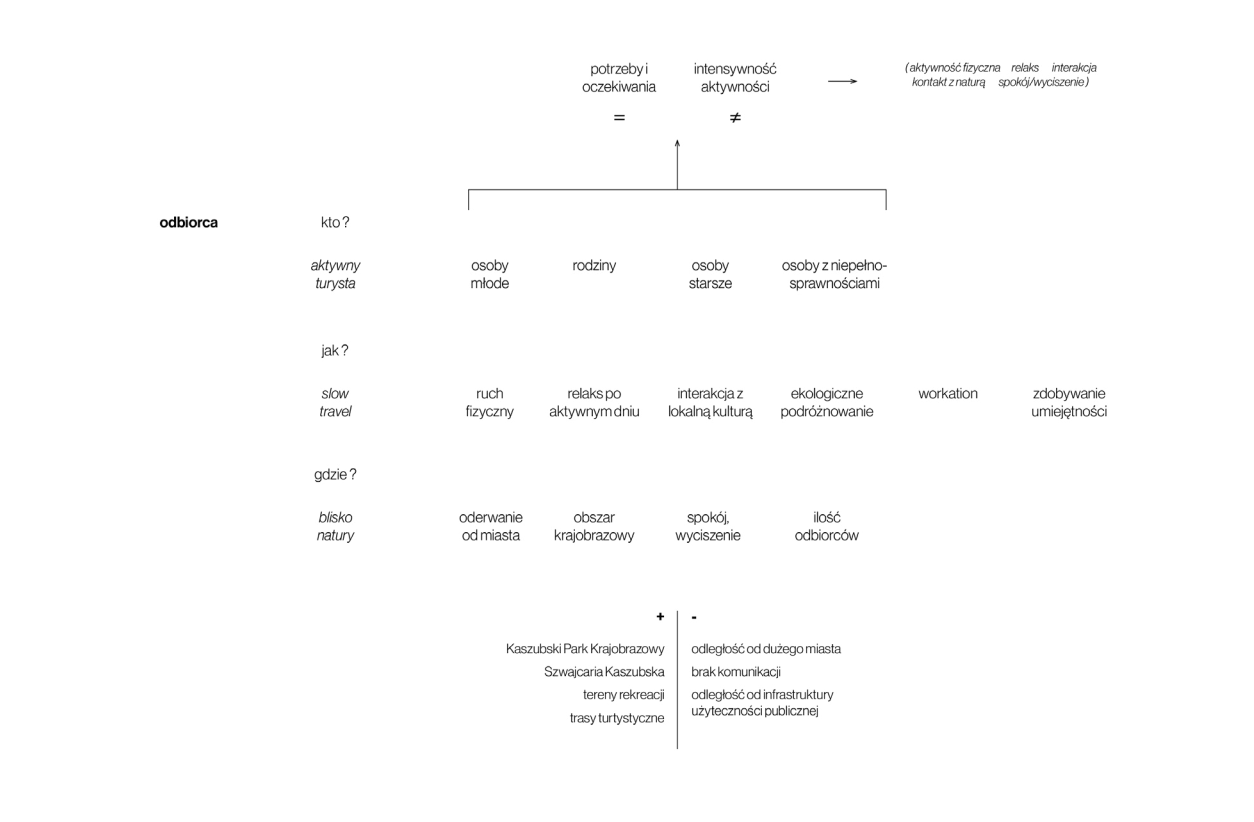 potrzeby i intensywność (aktywność fizyczna relaks interakcja
oczekiwania aktywności kontakt z naturą spokój/wyciszenie)
= ≠
odbiorca kto?
aktywny osoby rodziny osoby osoby z niepełno-
turysta młode starsze sprawnościami
jak?
slow ruch relaks po interakcja z ekologiczne workation zdobywanie
travel fizyczny aktywnym dniu lokalną kulturą podróżnowanie umiejętności
gdzie?
blisko oderwanie obszar spokój, ilość
natury od miasta krajobrazowy wyciszenie odbiorców
+ -
Kaszubski Park Krajobrazowy odległość od dużego miasta
Szwajcaria Kaszubska brak komunikacji
tereny rekreacji odległość od infrastruktury
trasy turtystyczne użyteczności publicznej